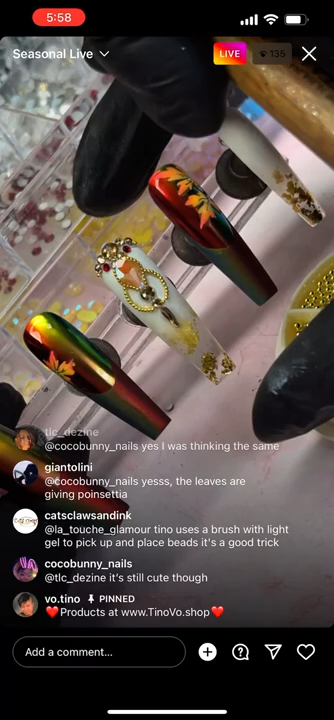 5:58
Seasonal Live
LIVE
135
tlc_dezine
@cocobunny_nails yes I was thinking the same
giantolini
@cocobunny_nails yesss, the leaves are
giving poinsettia
catsclawsandink
@la_touche_glamour tino uses a brush with light
gel to pick up and place beads it's a good trick
cocobunny_nails
@tlc_dezine it's still cute though
vo.tino PINNED
❤️Products at www.TinoVo.shop❤️
Add a comment...